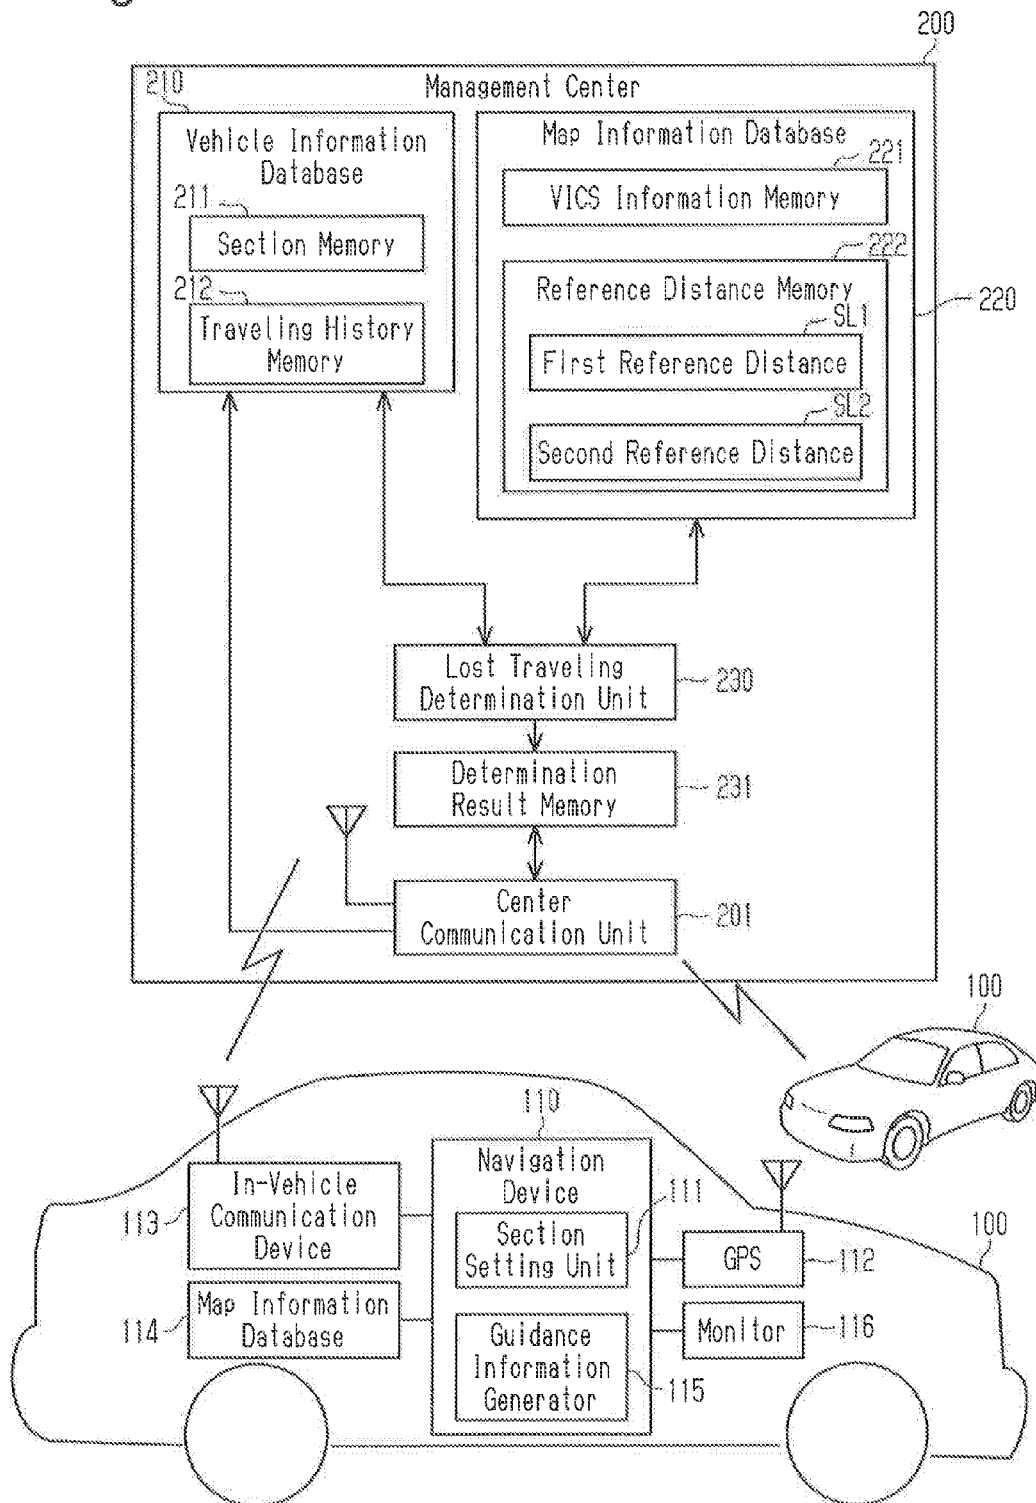 200
Management Center
210
Vehicle Information
Database
211
Section Memory
212
Traveling History
Memory
Map Information Database
221
VICS Information Memory
222
Reference Distance Memory
220
SL1
First Reference Distance
SL2
Second Reference Distance
Lost Traveling
Determination Unit
230
Determination
Result Memory
231
Center
Communication Unit
201
100
110
Navigation
Device
111
Section
Setting Unit
Guidance
Information
Generator
115
In-Vehicle
Communication
Device
113
Map Information
Database
114
GPS
112
Monitor
116
100